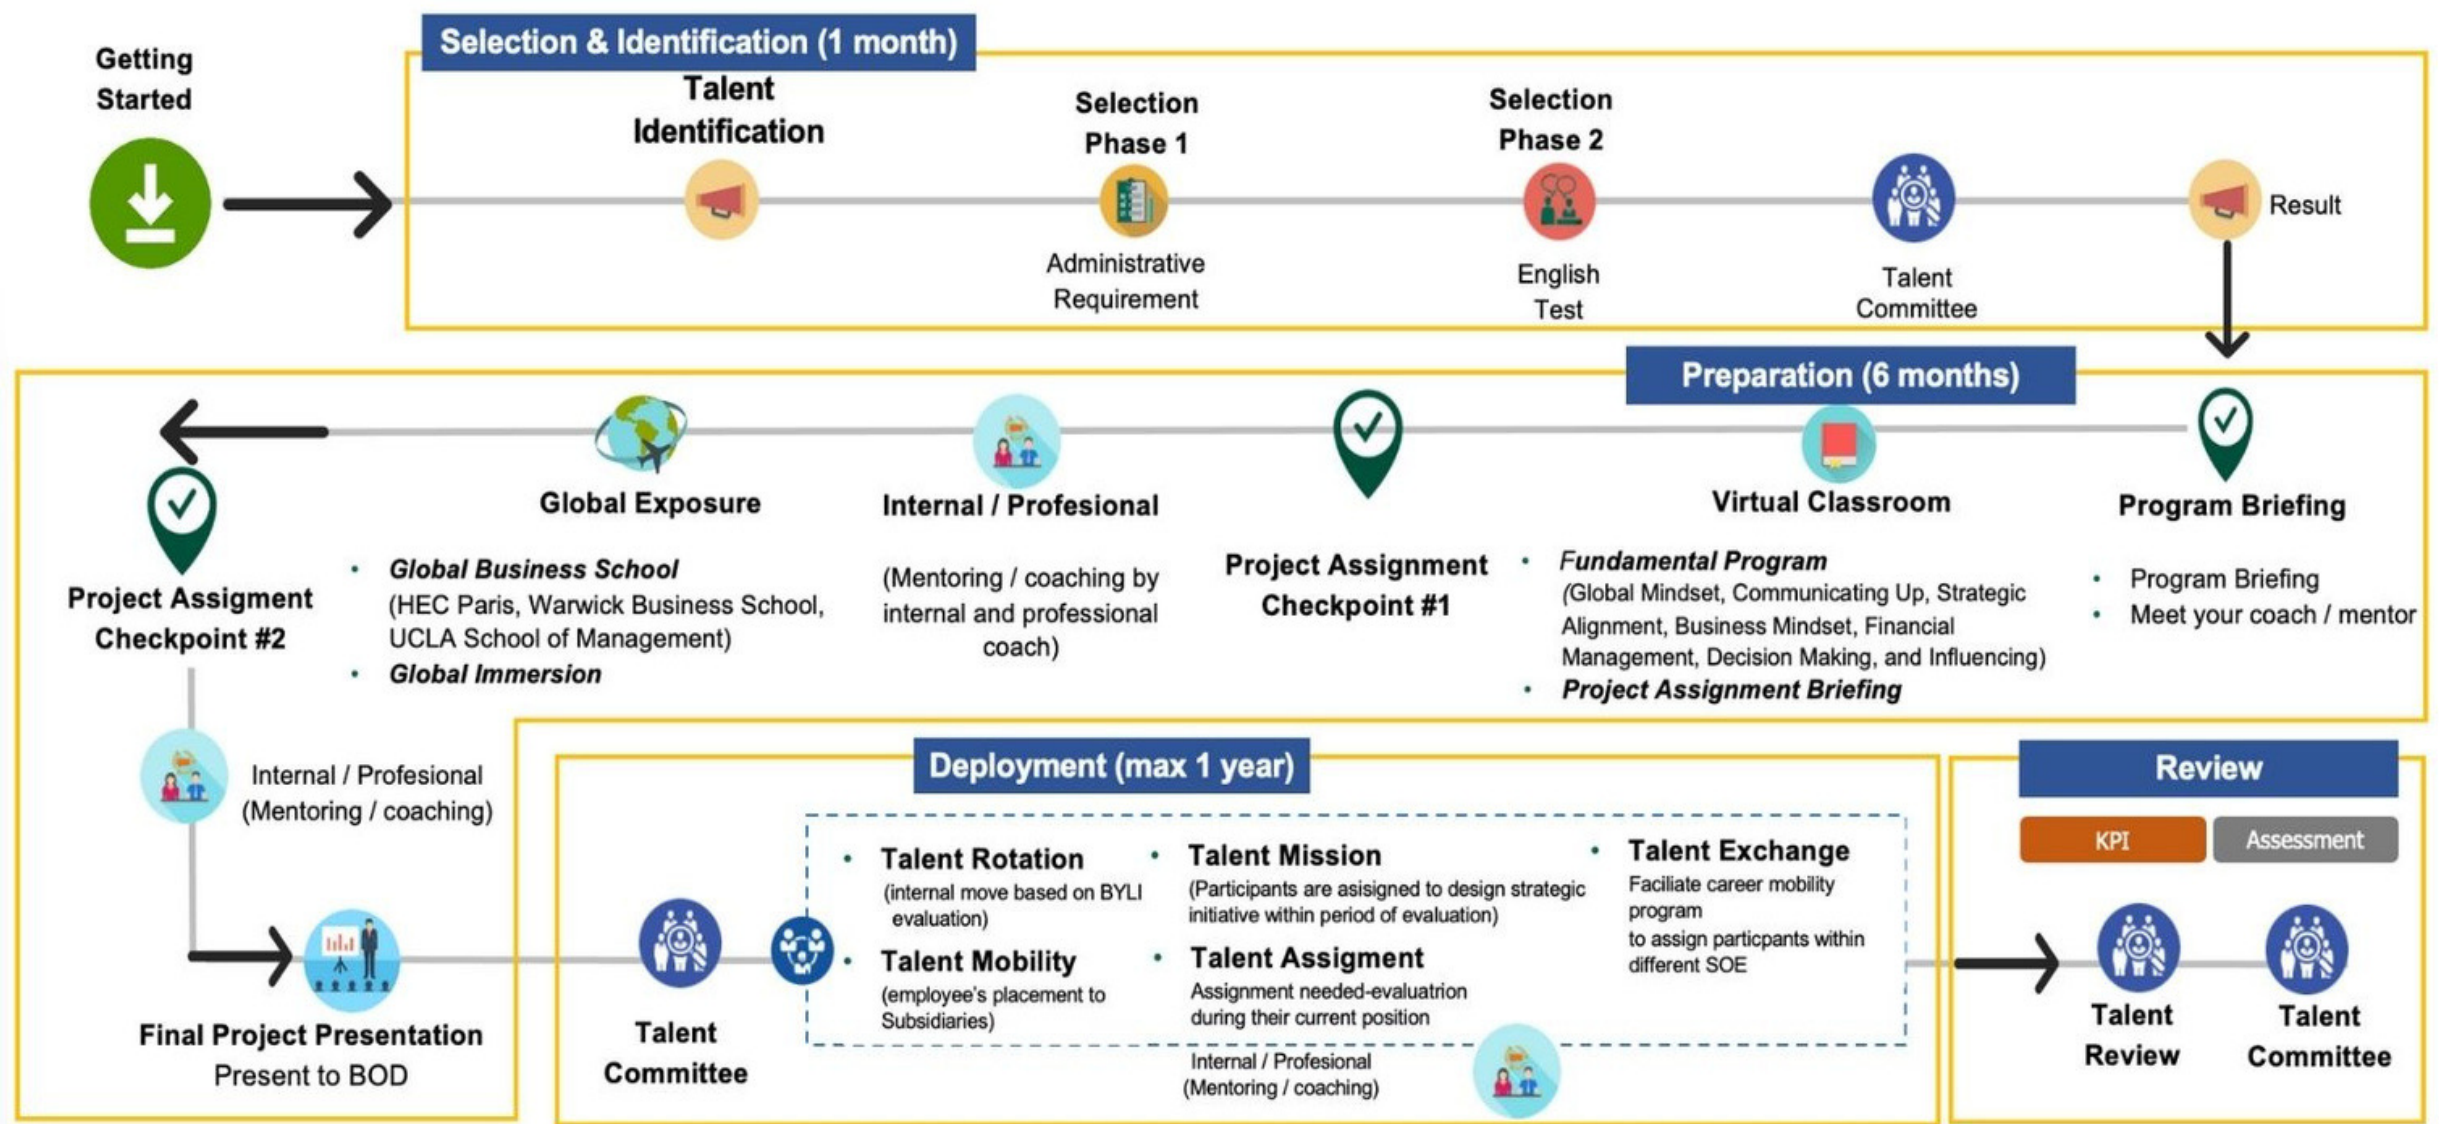 Getting
Started
Selection & Identification (1 month)
Talent
Identification
Selection
Phase 1
Administrative
Requirement
Selection
Phase 2
English
Test
Talent
Committee
Result
Preparation (6 months)
Program Briefing
• Program Briefing
• Meet your coach / mentor
Virtual Classroom
• Fundamental Program
(Global Mindset, Communicating Up, Strategic
Alignment, Business Mindset, Financial
Management, Decision Making, and Influencing)
• Project Assignment Briefing
Project Assignment
Checkpoint #1
Internal / Profesional
(Mentoring / coaching by
internal and professional
coach)
Global Exposure
• Global Business School
(HEC Paris, Warwick Business School,
UCLA School of Management)
• Global Immersion
Project Assigment
Checkpoint #2
Internal / Profesional
(Mentoring / coaching)
Final Project Presentation
Present to BOD
Deployment (max 1 year)
Talent
Committee
• Talent Rotation
(internal move based on BYLI
evaluation)
• Talent Mobility
(employee's placement to
Subsidiaries)
• Talent Mission
(Participants are asisigned to design strategic
initiative within period of evaluation)
• Talent Assigment
Assignment needed-evaluatrion
during their current position
• Talent Exchange
Faciliate career mobility
program
to assign particpants within
different SOE
Internal / Profesional
(Mentoring / coaching)
Review
KPI
Assessment
Talent
Review
Talent
Committee